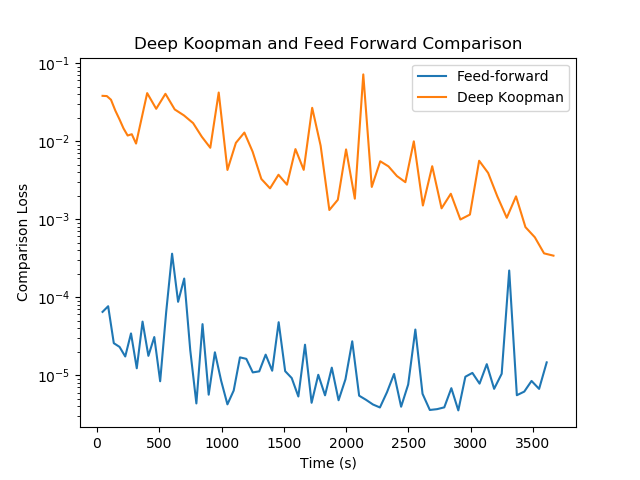 Deep Koopman and Feed Forward Comparison
Feed-forward
Deep Koopman
Comparison Loss
10⁻¹
10⁻²
10⁻³
10⁻⁴
10⁻⁵
0 500 1000 1500 2000 2500 3000 3500
Time (s)